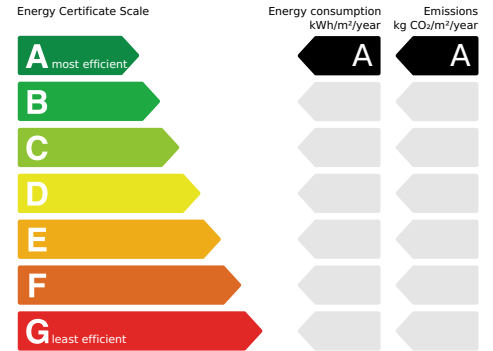 Energy Certificate Scale
Energy consumption
kWh/m²/year
Emissions
kg CO₂/m²/year
A most efficient
A
A
B
C
D
E
F
G least efficient